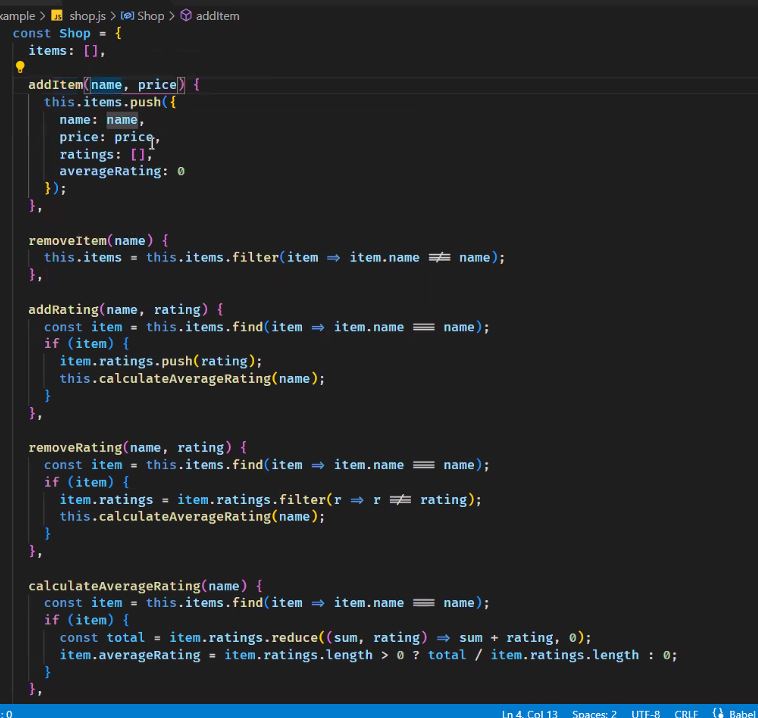 xample > JS shop.js > Shop > addItem
const Shop = {
  items: [],

  addItem(name, price) {
    this.items.push({
      name: name,
      price: price,
      ratings: [],
      averageRating: 0
    });
  },

  removeItem(name) {
    this.items = this.items.filter(item => item.name !== name);
  },

  addRating(name, rating) {
    const item = this.items.find(item => item.name === name);
    if (item) {
      item.ratings.push(rating);
      this.calculateAverageRating(name);
    }
  },

  removeRating(name, rating) {
    const item = this.items.find(item => item.name === name);
    if (item) {
      item.ratings = item.ratings.filter(r => r !== rating);
      this.calculateAverageRating(name);
    }
  },

  calculateAverageRating(name) {
    const item = this.items.find(item => item.name === name);
    if (item) {
      const total = item.ratings.reduce((sum, rating) => sum + rating, 0);
      item.averageRating = item.ratings.length > 0 ? total / item.ratings.length : 0;
    }
  },
: 0 Ln 4, Col 13 Spaces: 2 UTF-8 CRLF {} Babel